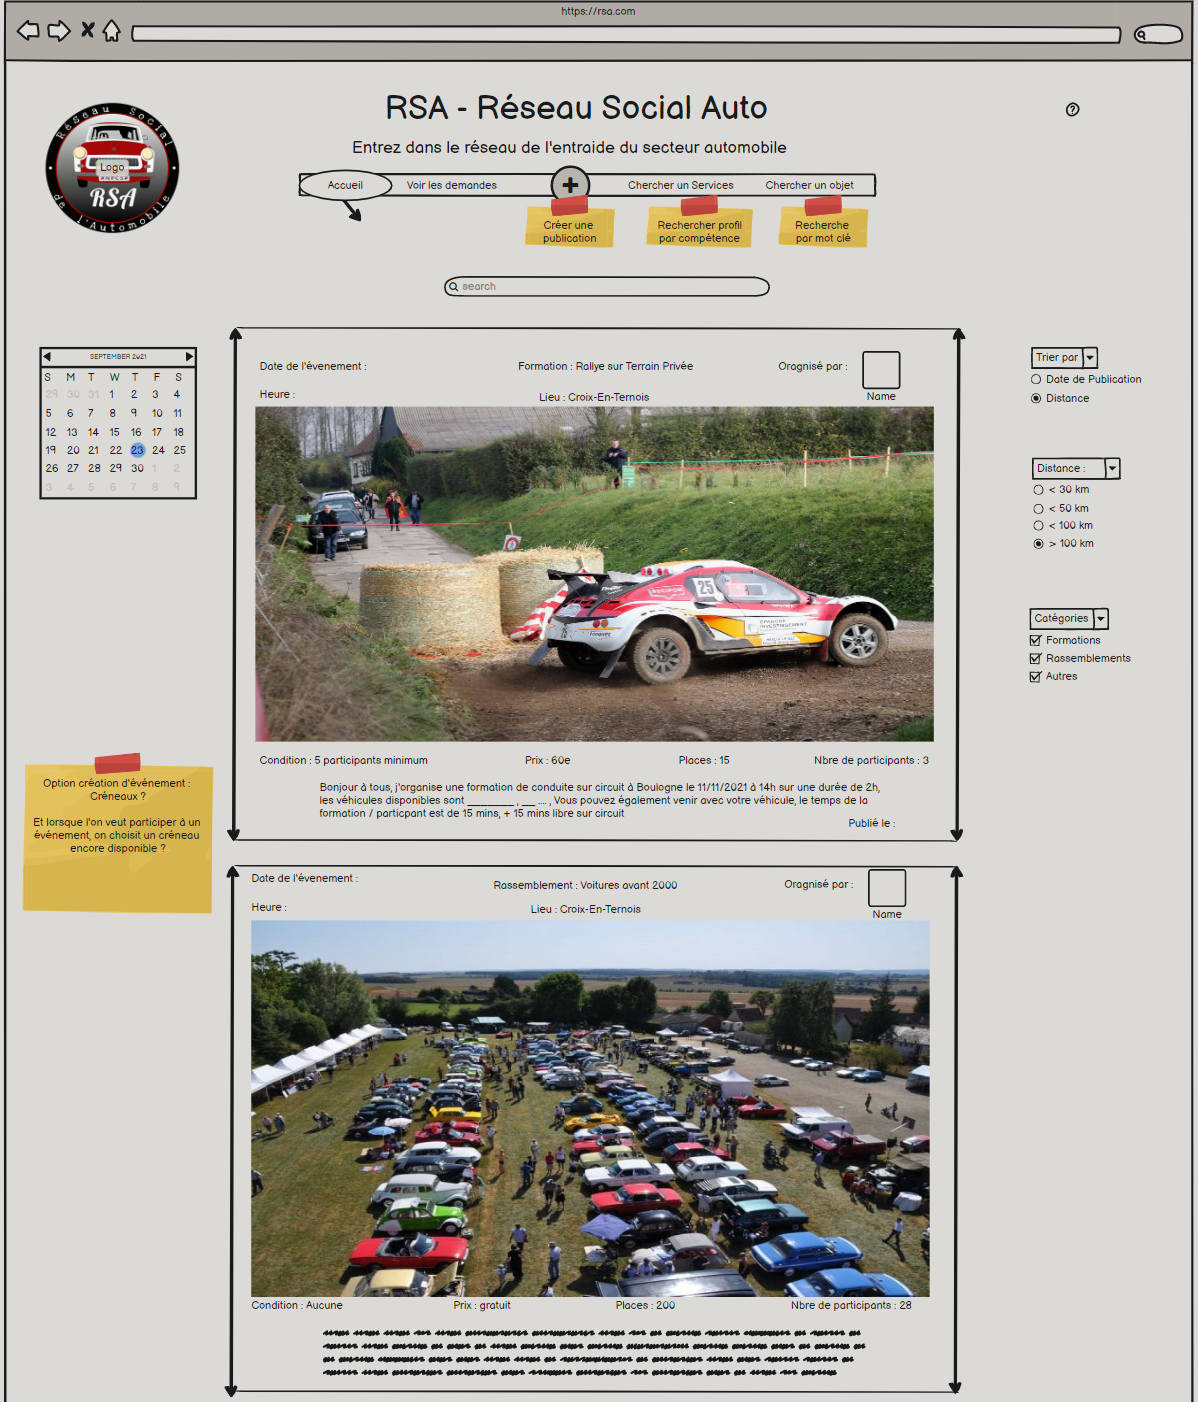 https://rsa.com
Réseau Social
Logo
RSA
de l'Automobile
RSA - Réseau Social Auto
?
Entrez dans le réseau de l'entraide du secteur automobile
Accueil
Voir les demandes
Chercher un Services
Chercher un objet
Créer une
publication
Rechercher profil
par compétence
Recherche
par mot clé
search
SEPTEMBER 2021
S M T W T F S
29 30 31 1 2 3 4
5 6 7 8 9 10 11
12 13 14 15 16 17 18
19 20 21 22 23 24 25
26 27 28 29 30 1 2
3 4 5 6 7 8 9
Date de l'évenement :
Formation : Rallye sur Terrain Privée
Oragnisé par :
Heure :
Lieu : Croix-En-Ternois
Name
25
Trier par
Date de Publication
Distance
Distance :
< 30 km
< 50 km
< 100 km
> 100 km
Catégories
Formations
Rassemblements
Autres
Condition : 5 participants minimum
Prix : 60e
Places : 15
Nbre de participants : 3
Bonjour à tous, j'organise une formation de conduite sur circuit à Boulogne le 11/11/2021 à 14h sur une durée de 2h,
les véhicules disponibles sont ________ , __ .... , Vous pouvez également venir avec votre véhicule, le temps de la
formation / particpant est de 15 mins, + 15 mins libre sur circuit
Publié le :
Option création d'événement :
Créneaux ?
Et lorsque l'on veut participer à un
événement, on choisit un créneau
encore disponible ?
Date de l'évenement :
Rassemblement : Voitures avant 2000
Oragnisé par :
Heure :
Lieu : Croix-En-Ternois
Name
Condition : Aucune
Prix : gratuit
Places : 200
Nbre de participants : 28